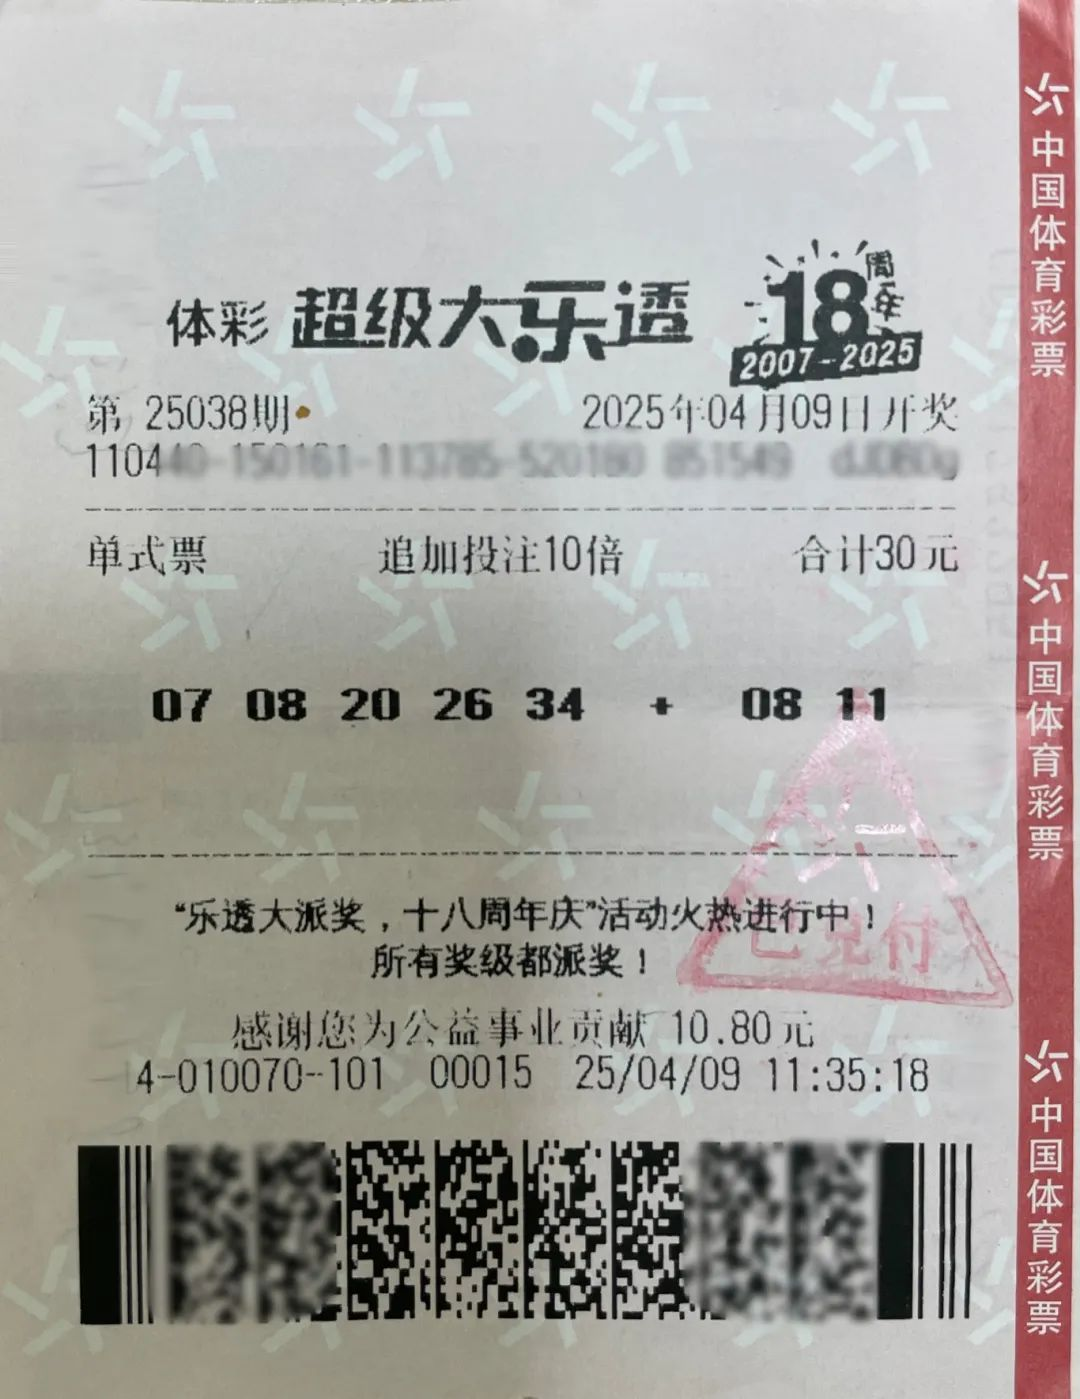 体彩 超级大乐透 18周年
2007-2025
第 25038期 2025年04月09日开奖
1104
单式票 追加投注10倍 合计30元
07 08 20 26 34 + 08 11
“乐透大派奖，十八周年庆”活动火热进行中！
所有奖级都派奖！
已兑付
感谢您为公益事业贡献 10.80元
4-010070-101 00015 25/04/09 11:35:18
中国体育彩票
中国体育彩票
中国体育彩票